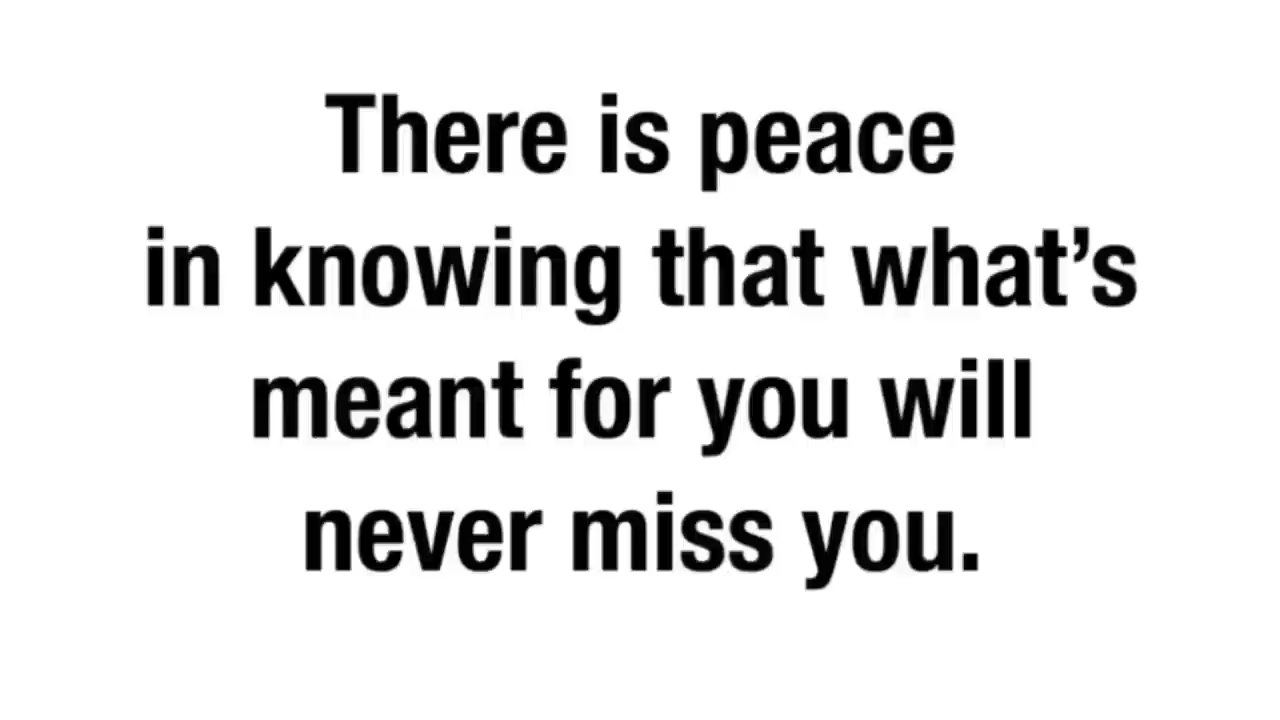 There is peace
in knowing that what’s
meant for you will
never miss you.